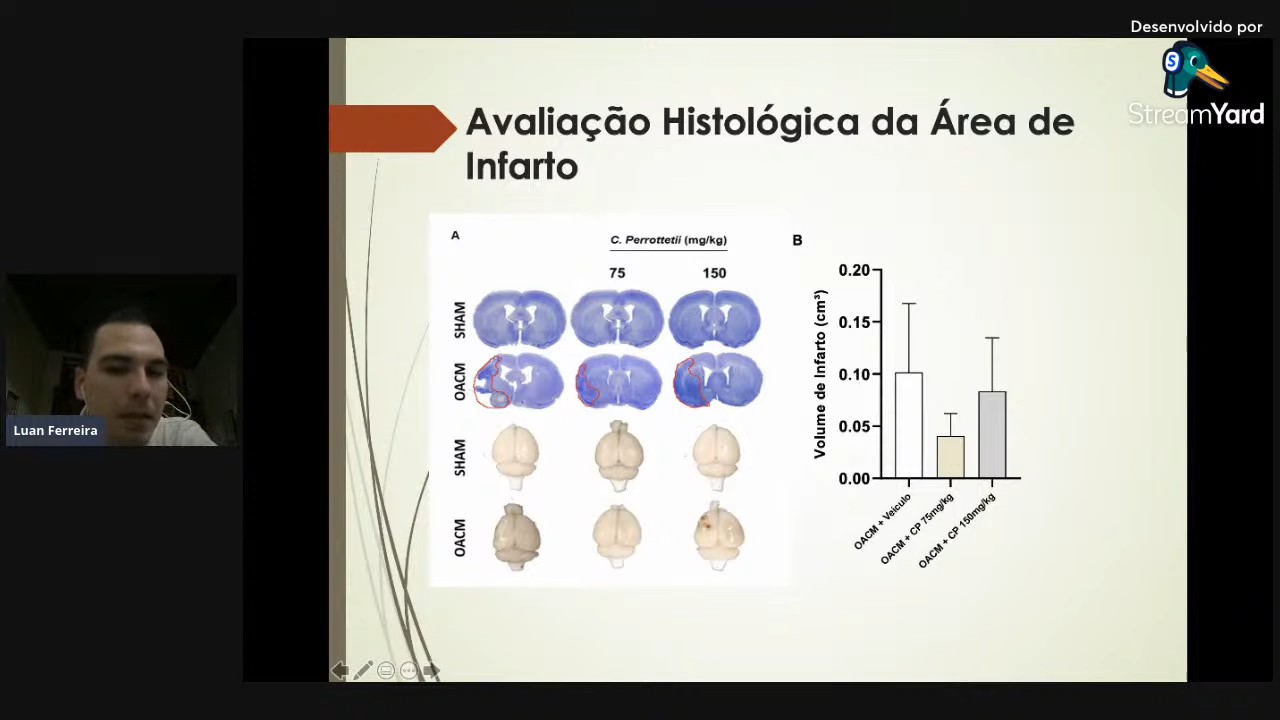 Desenvolvido por
S
StreamYard
Avaliação Histológica da Área de
Infarto
A
C. Perrottetii (mg/kg)
75
150
SHAM
OACM
SHAM
OACM
B
Volume de Infarto (cm³)
0.20
0.15
0.10
0.05
0.00
OACM + Veículo
OACM + CP 75mg/kg
OACM + CP 150mg/kg
Luan Ferreira